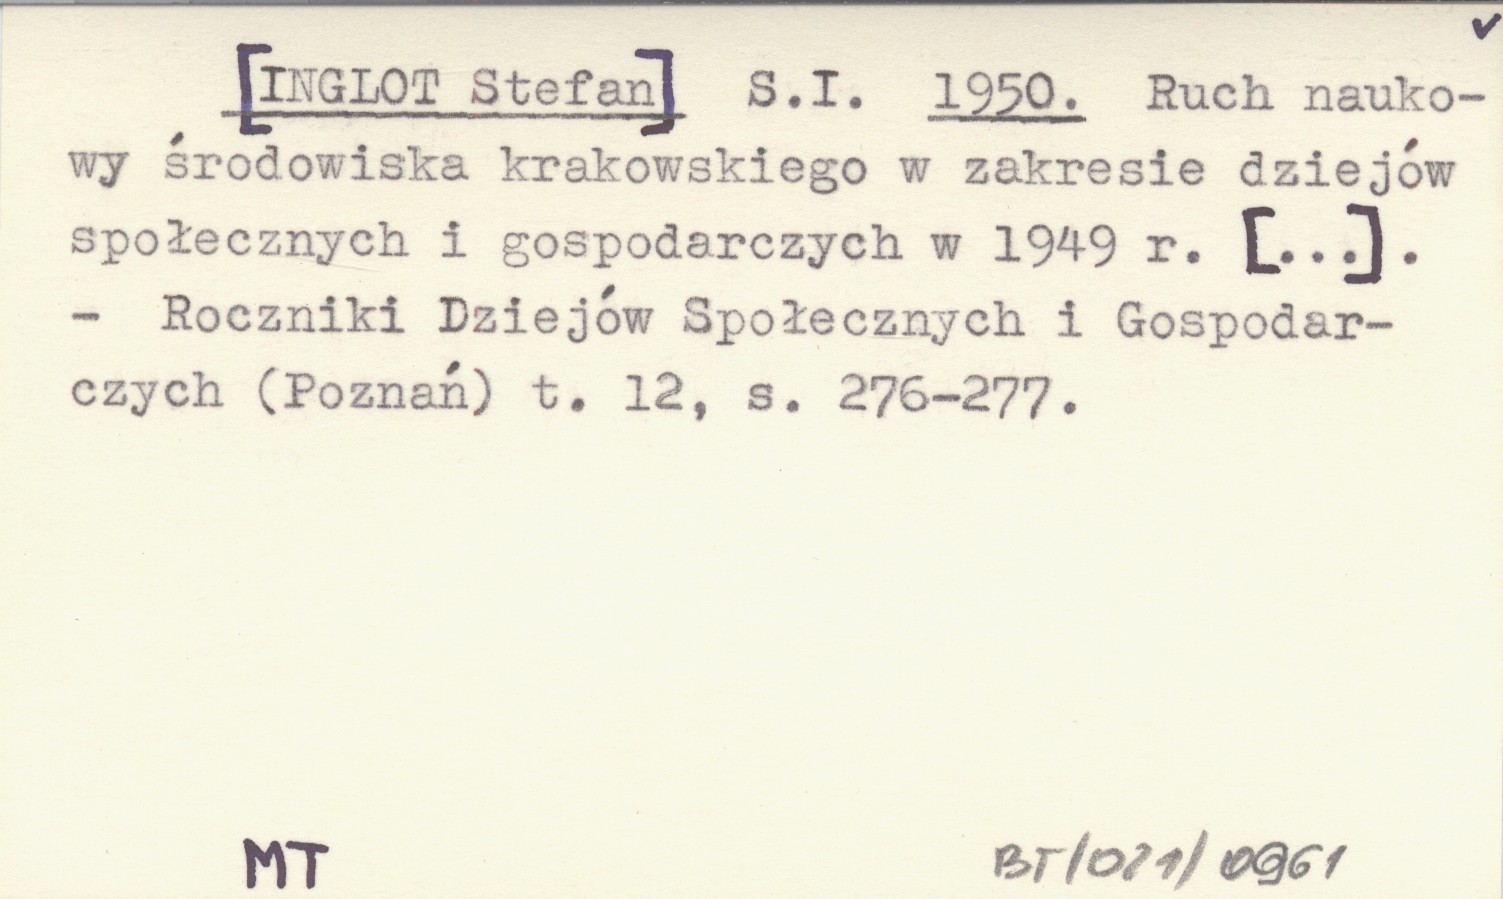 [INGLOT Stefan] S.I. 1950. Ruch nauko-
wy środowiska krakowskiego w zakresie dziejów
społecznych i gospodarczych w 1949 r. [...].
- Roczniki Dziejów Społecznych i Gospodar-
czych (Poznań) t. 12, s. 276-277.
MT
BT/021/0961